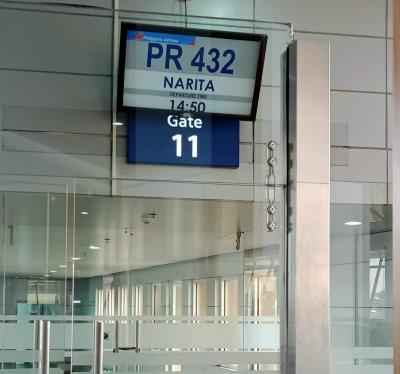 Philippine Airlines
PR 432
NARITA
DEPARTURE TIME
14:50
Gate
11